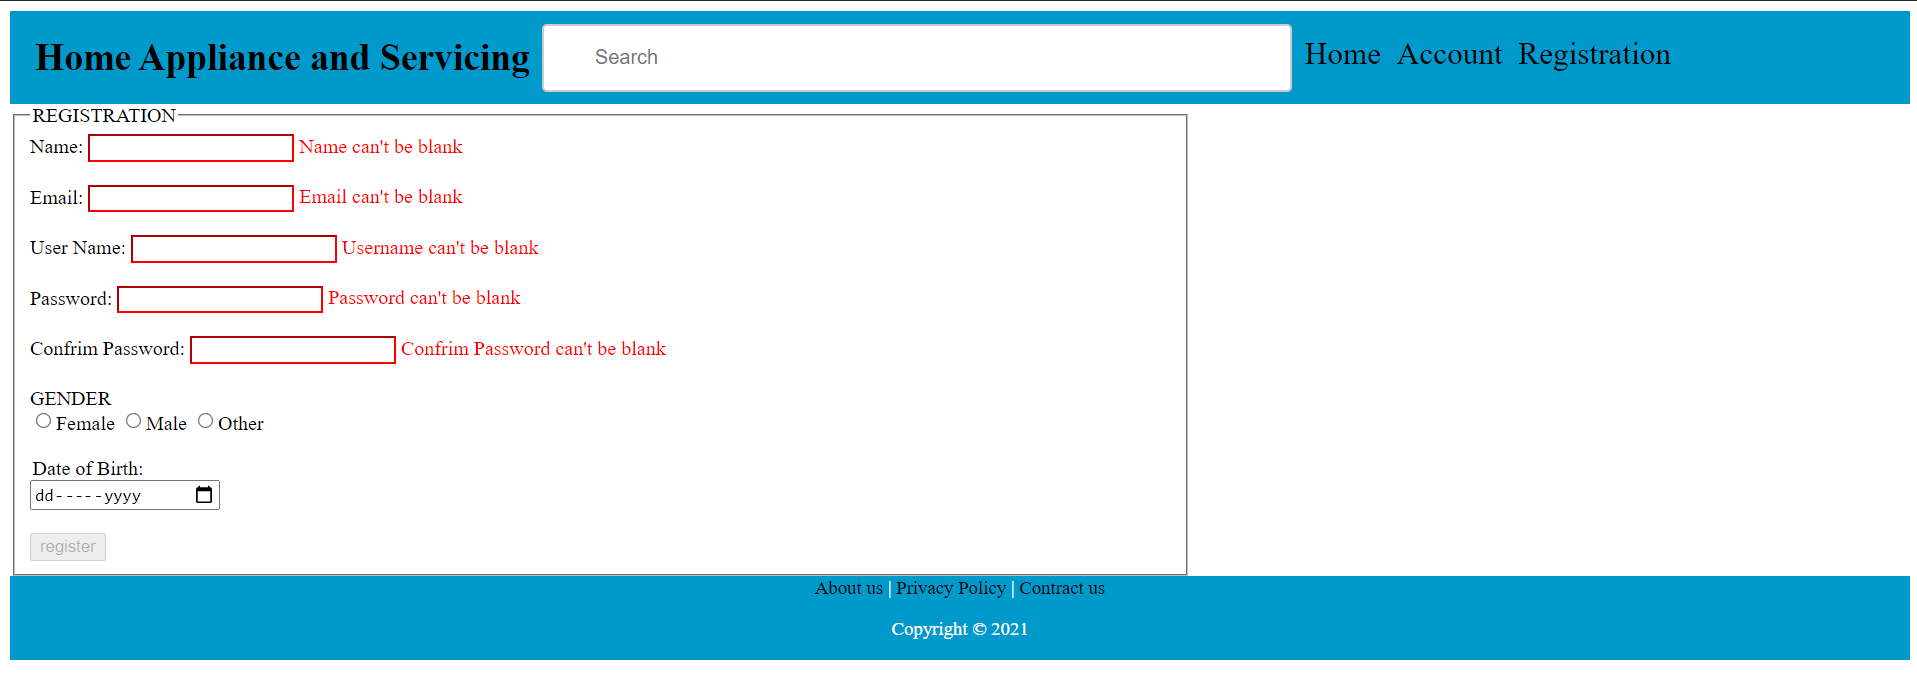 Home Appliance and Servicing Search Home Account Registration
REGISTRATION
Name: Name can't be blank
Email: Email can't be blank
User Name: Username can't be blank
Password: Password can't be blank
Confrim Password: Confrim Password can't be blank
GENDER
Female Male Other
Date of Birth:
dd-----yyyy
register
About us | Privacy Policy | Contract us
Copyright © 2021